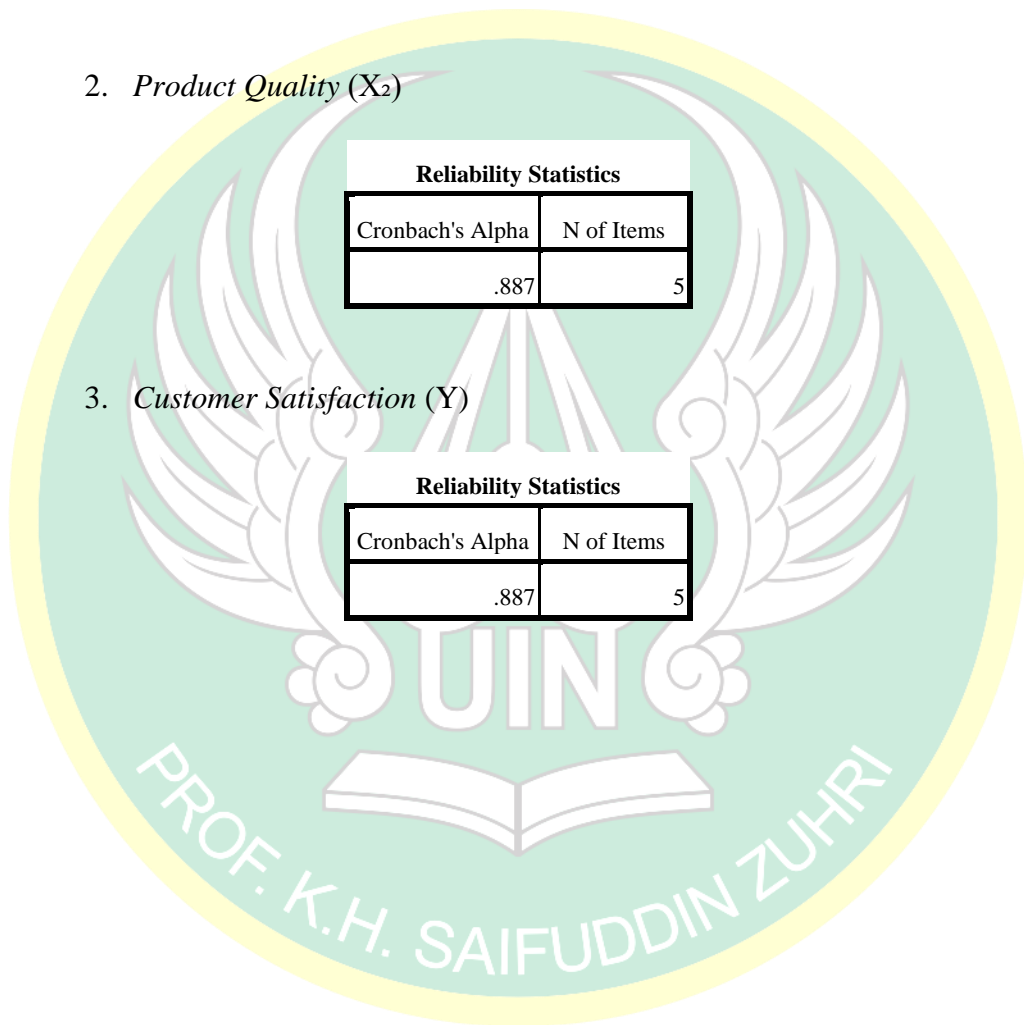 2. Product Quality (X₂)
Reliability Statistics
Cronbach's Alpha N of Items
.887 5
3. Customer Satisfaction (Y)
Reliability Statistics
Cronbach's Alpha N of Items
.887 5
UIN
PROF. K.H. SAIFUDDIN ZUHRI